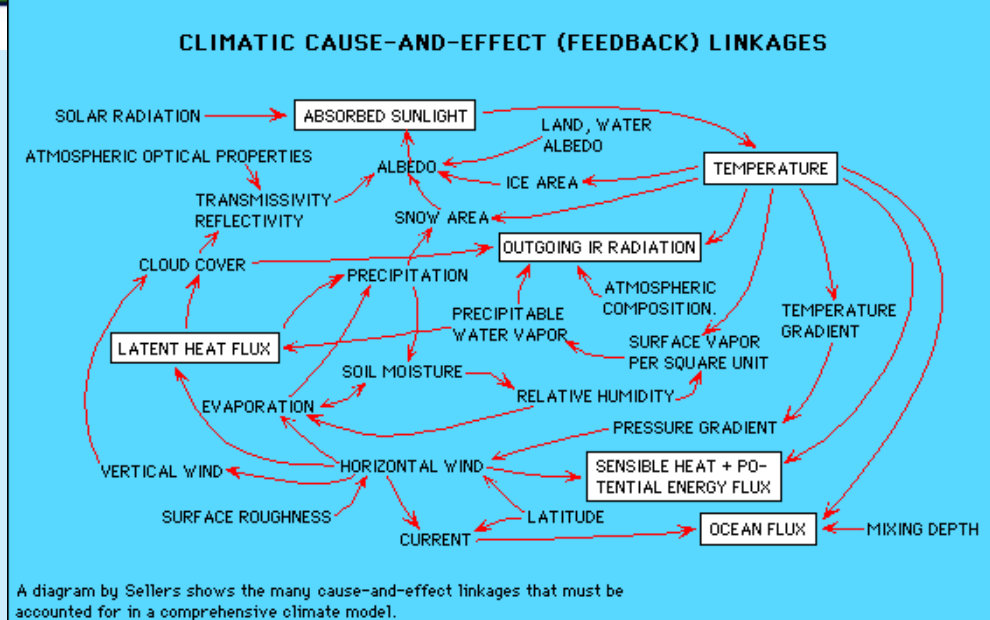 CLIMATIC CAUSE-AND-EFFECT (FEEDBACK) LINKAGES
SOLAR RADIATION
ABSORBED SUNLIGHT
LAND, WATER
ALBEDO
ATMOSPHERIC OPTICAL PROPERTIES
ALBEDO
TEMPERATURE
ICE AREA
TRANSMISSIVITY
REFLECTIVITY
SNOW AREA
OUTGOING IR RADIATION
CLOUD COVER
PRECIPITATION
ATMOSPHERIC
COMPOSITION.
TEMPERATURE
GRADIENT
PRECIPITABLE
WATER VAPOR
LATENT HEAT FLUX
SURFACE VAPOR
PER SQUARE UNIT
SOIL MOISTURE
RELATIVE HUMIDITY
EVAPORATION
PRESSURE GRADIENT
VERTICAL WIND
HORIZONTAL WIND
SENSIBLE HEAT + PO-
TENTIAL ENERGY FLUX
SURFACE ROUGHNESS
LATITUDE
CURRENT
OCEAN FLUX
MIXING DEPTH
A diagram by Sellers shows the many cause-and-effect linkages that must be
accounted for in a comprehensive climate model.